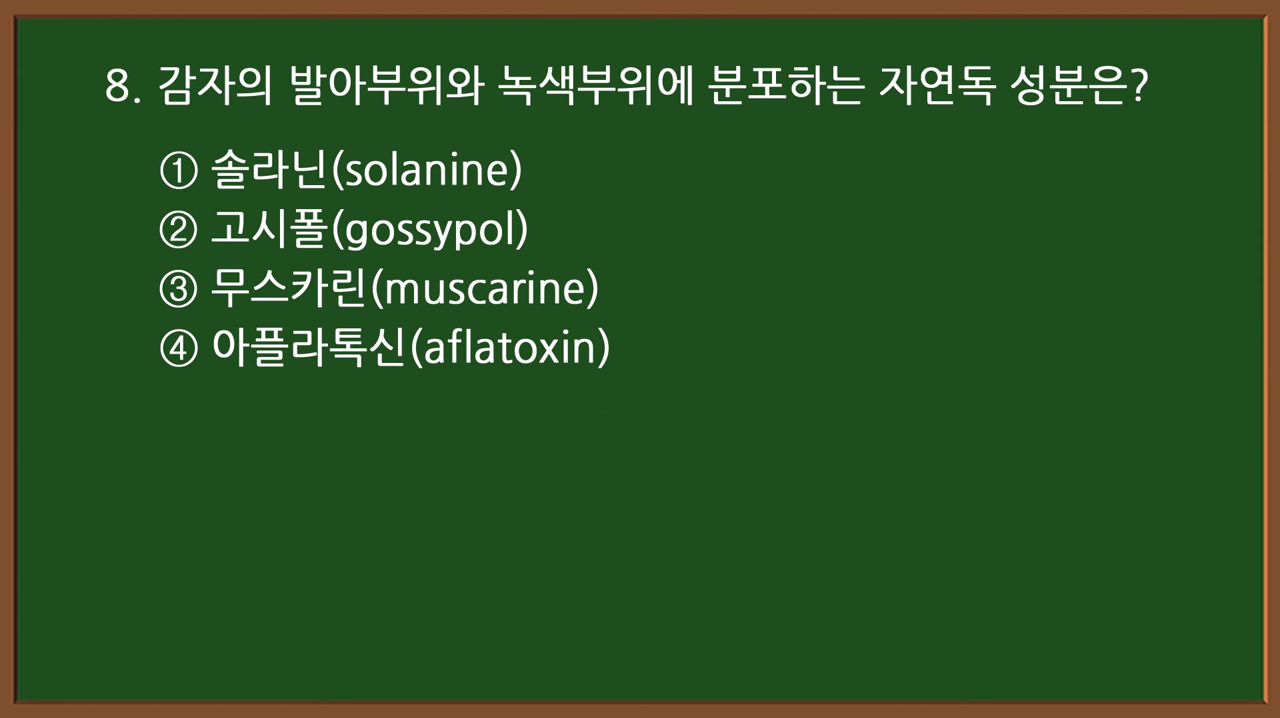 8. 감자의 발아부위와 녹색부위에 분포하는 자연독 성분은?
① 솔라닌(solanine)
② 고시폴(gossypol)
③ 무스카린(muscarine)
④ 아플라톡신(aflatoxin)